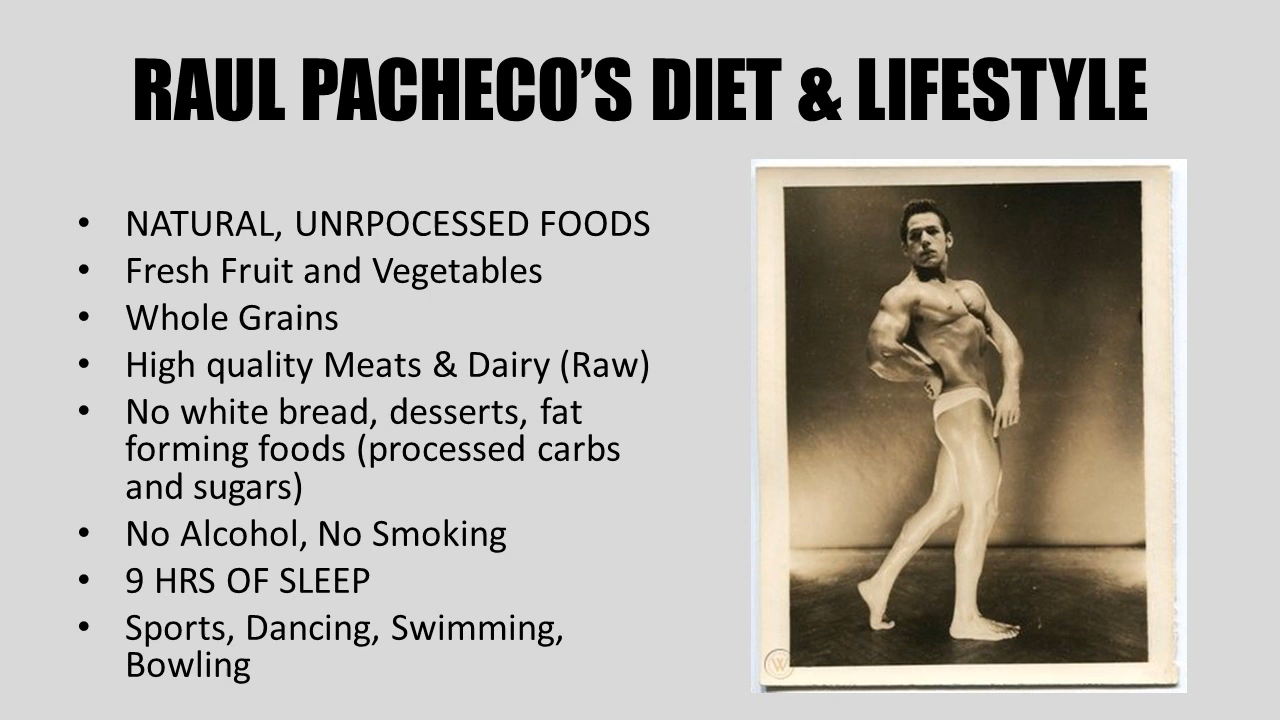 RAUL PACHECO'S DIET & LIFESTYLE
• NATURAL, UNRPOCESSED FOODS
• Fresh Fruit and Vegetables
• Whole Grains
• High quality Meats & Dairy (Raw)
• No white bread, desserts, fat
forming foods (processed carbs
and sugars)
• No Alcohol, No Smoking
• 9 HRS OF SLEEP
• Sports, Dancing, Swimming,
Bowling
W